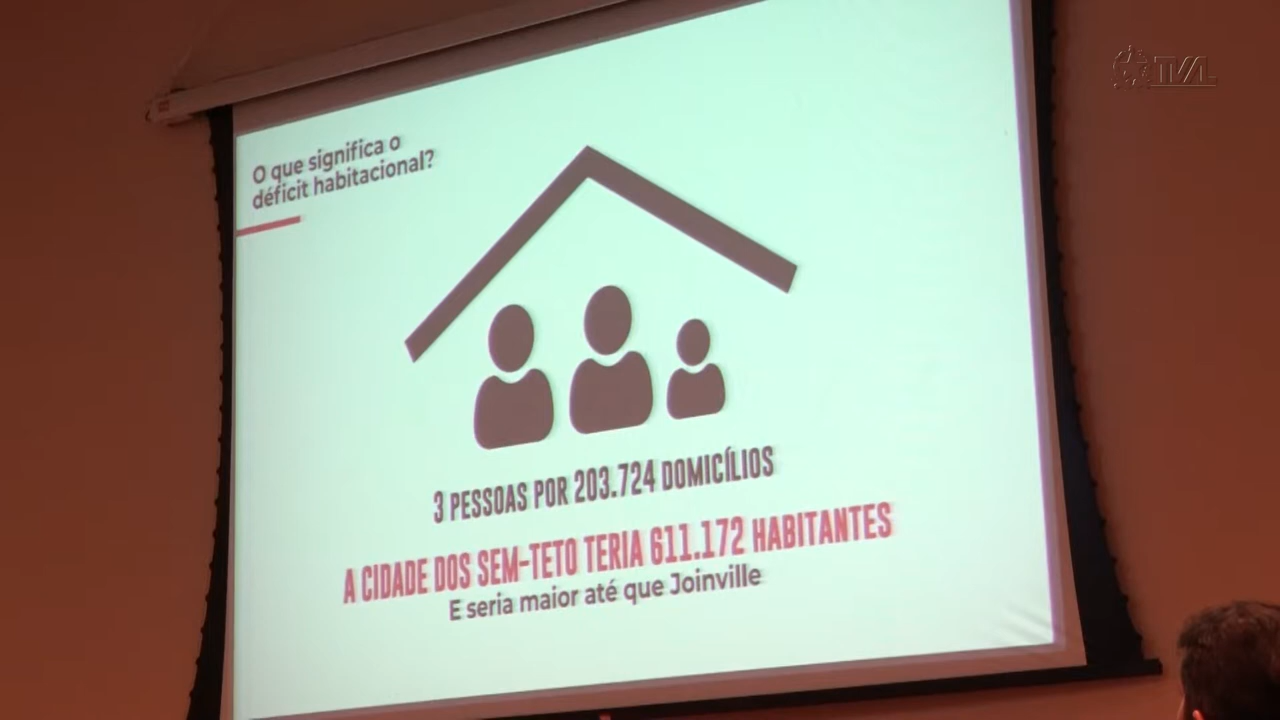 TVAL
O que significa o
déficit habitacional?
3 PESSOAS POR 203.724 DOMICÍLIOS
A CIDADE DOS SEM-TETO TERIA 611.172 HABITANTES
E seria maior até que Joinville